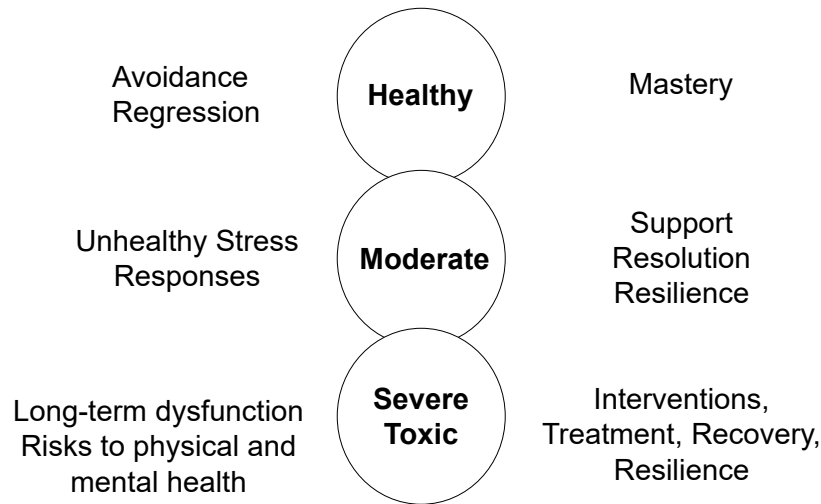 Avoidance
Regression
Healthy
Mastery
Unhealthy Stress
Responses
Moderate
Support
Resolution
Resilience
Long-term dysfunction
Risks to physical and
mental health
Severe
Toxic
Interventions,
Treatment, Recovery,
Resilience